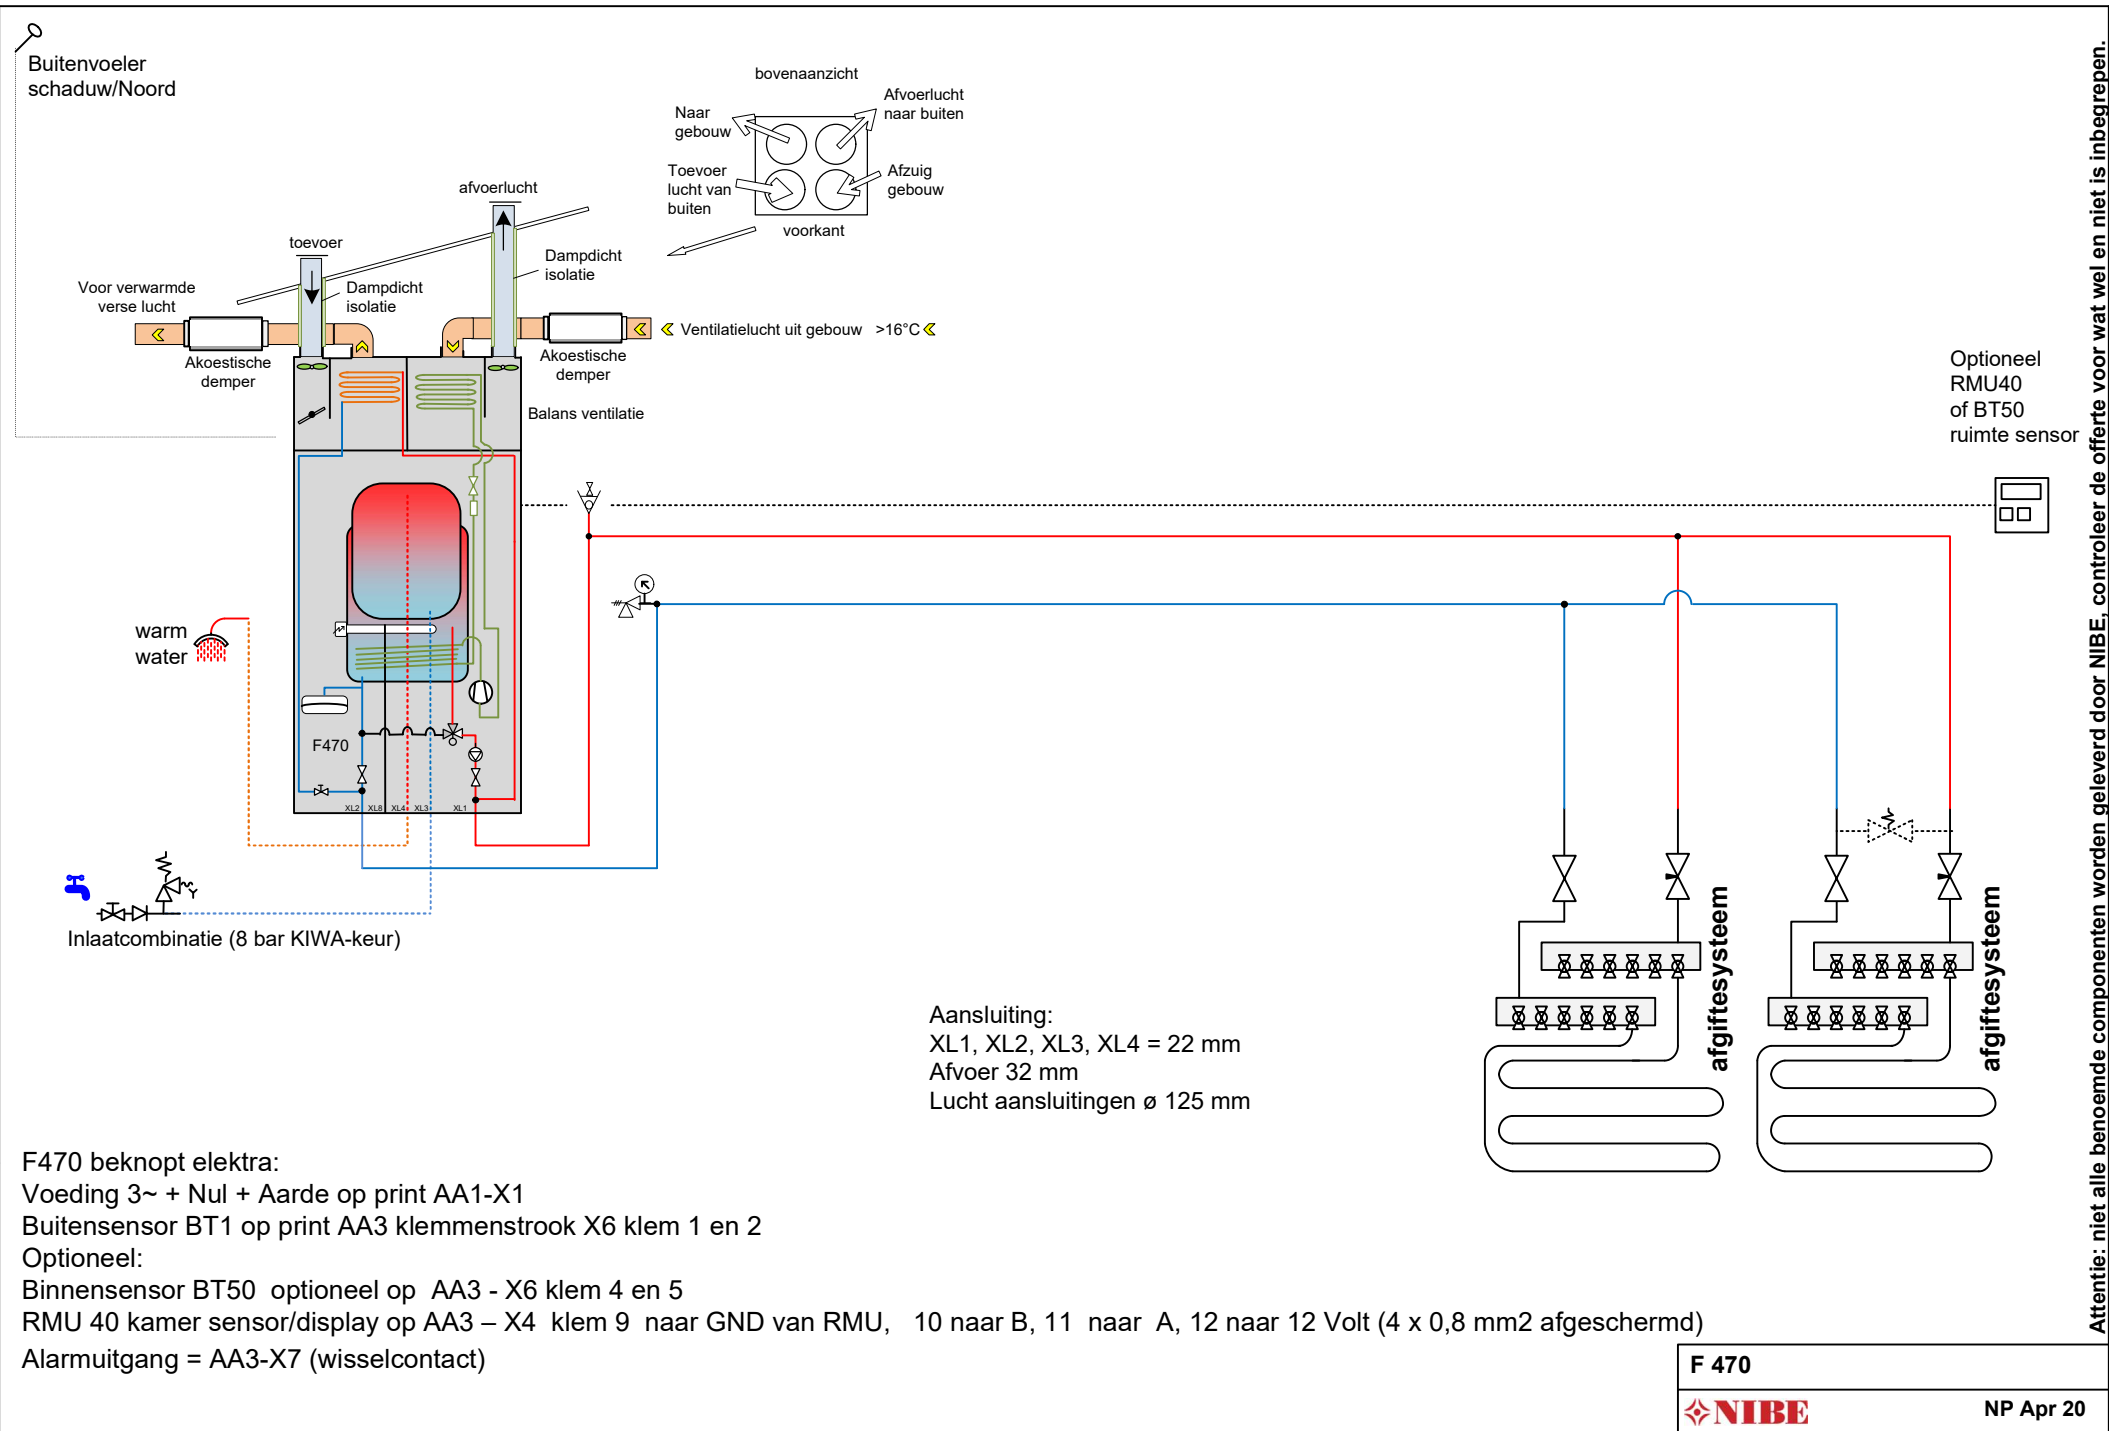 Buitenvoeler
schaduw/Noord
bovenaanzicht
Naar
gebouw
Afvoerlucht
naar buiten
Toevoer
lucht van
buiten
Afzuig
gebouw
voorkant
afvoerlucht
toevoer
Dampdicht
isolatie
Voor verwarmde
verse lucht
Dampdicht
isolatie
Ventilatielucht uit gebouw >16°C
Akoestische
demper
Akoestische
demper
Balans ventilatie
Optioneel
RMU40
of BT50
ruimte sensor
warm
water
F470
XL2 XL8 XL4 XL3 XL1
Inlaatcombinatie (8 bar KIWA-keur)
afgiftesysteem
afgiftesysteem
Aansluiting:
XL1, XL2, XL3, XL4 = 22 mm
Afvoer 32 mm
Lucht aansluitingen ø 125 mm
F470 beknopt elektra:
Voeding 3~ + Nul + Aarde op print AA1-X1
Buitensensor BT1 op print AA3 klemmenstrook X6 klem 1 en 2
Optioneel:
Binnensensor BT50 optioneel op AA3 - X6 klem 4 en 5
RMU 40 kamer sensor/display op AA3 – X4 klem 9 naar GND van RMU, 10 naar B, 11 naar A, 12 naar 12 Volt (4 x 0,8 mm2 afgeschermd)
Alarmuitgang = AA3-X7 (wisselcontact)
Attentie: niet alle benoemde componenten worden geleverd door NIBE, controleer de offerte voor wat wel en niet is inbegrepen.
F 470
NIBE
NP Apr 20